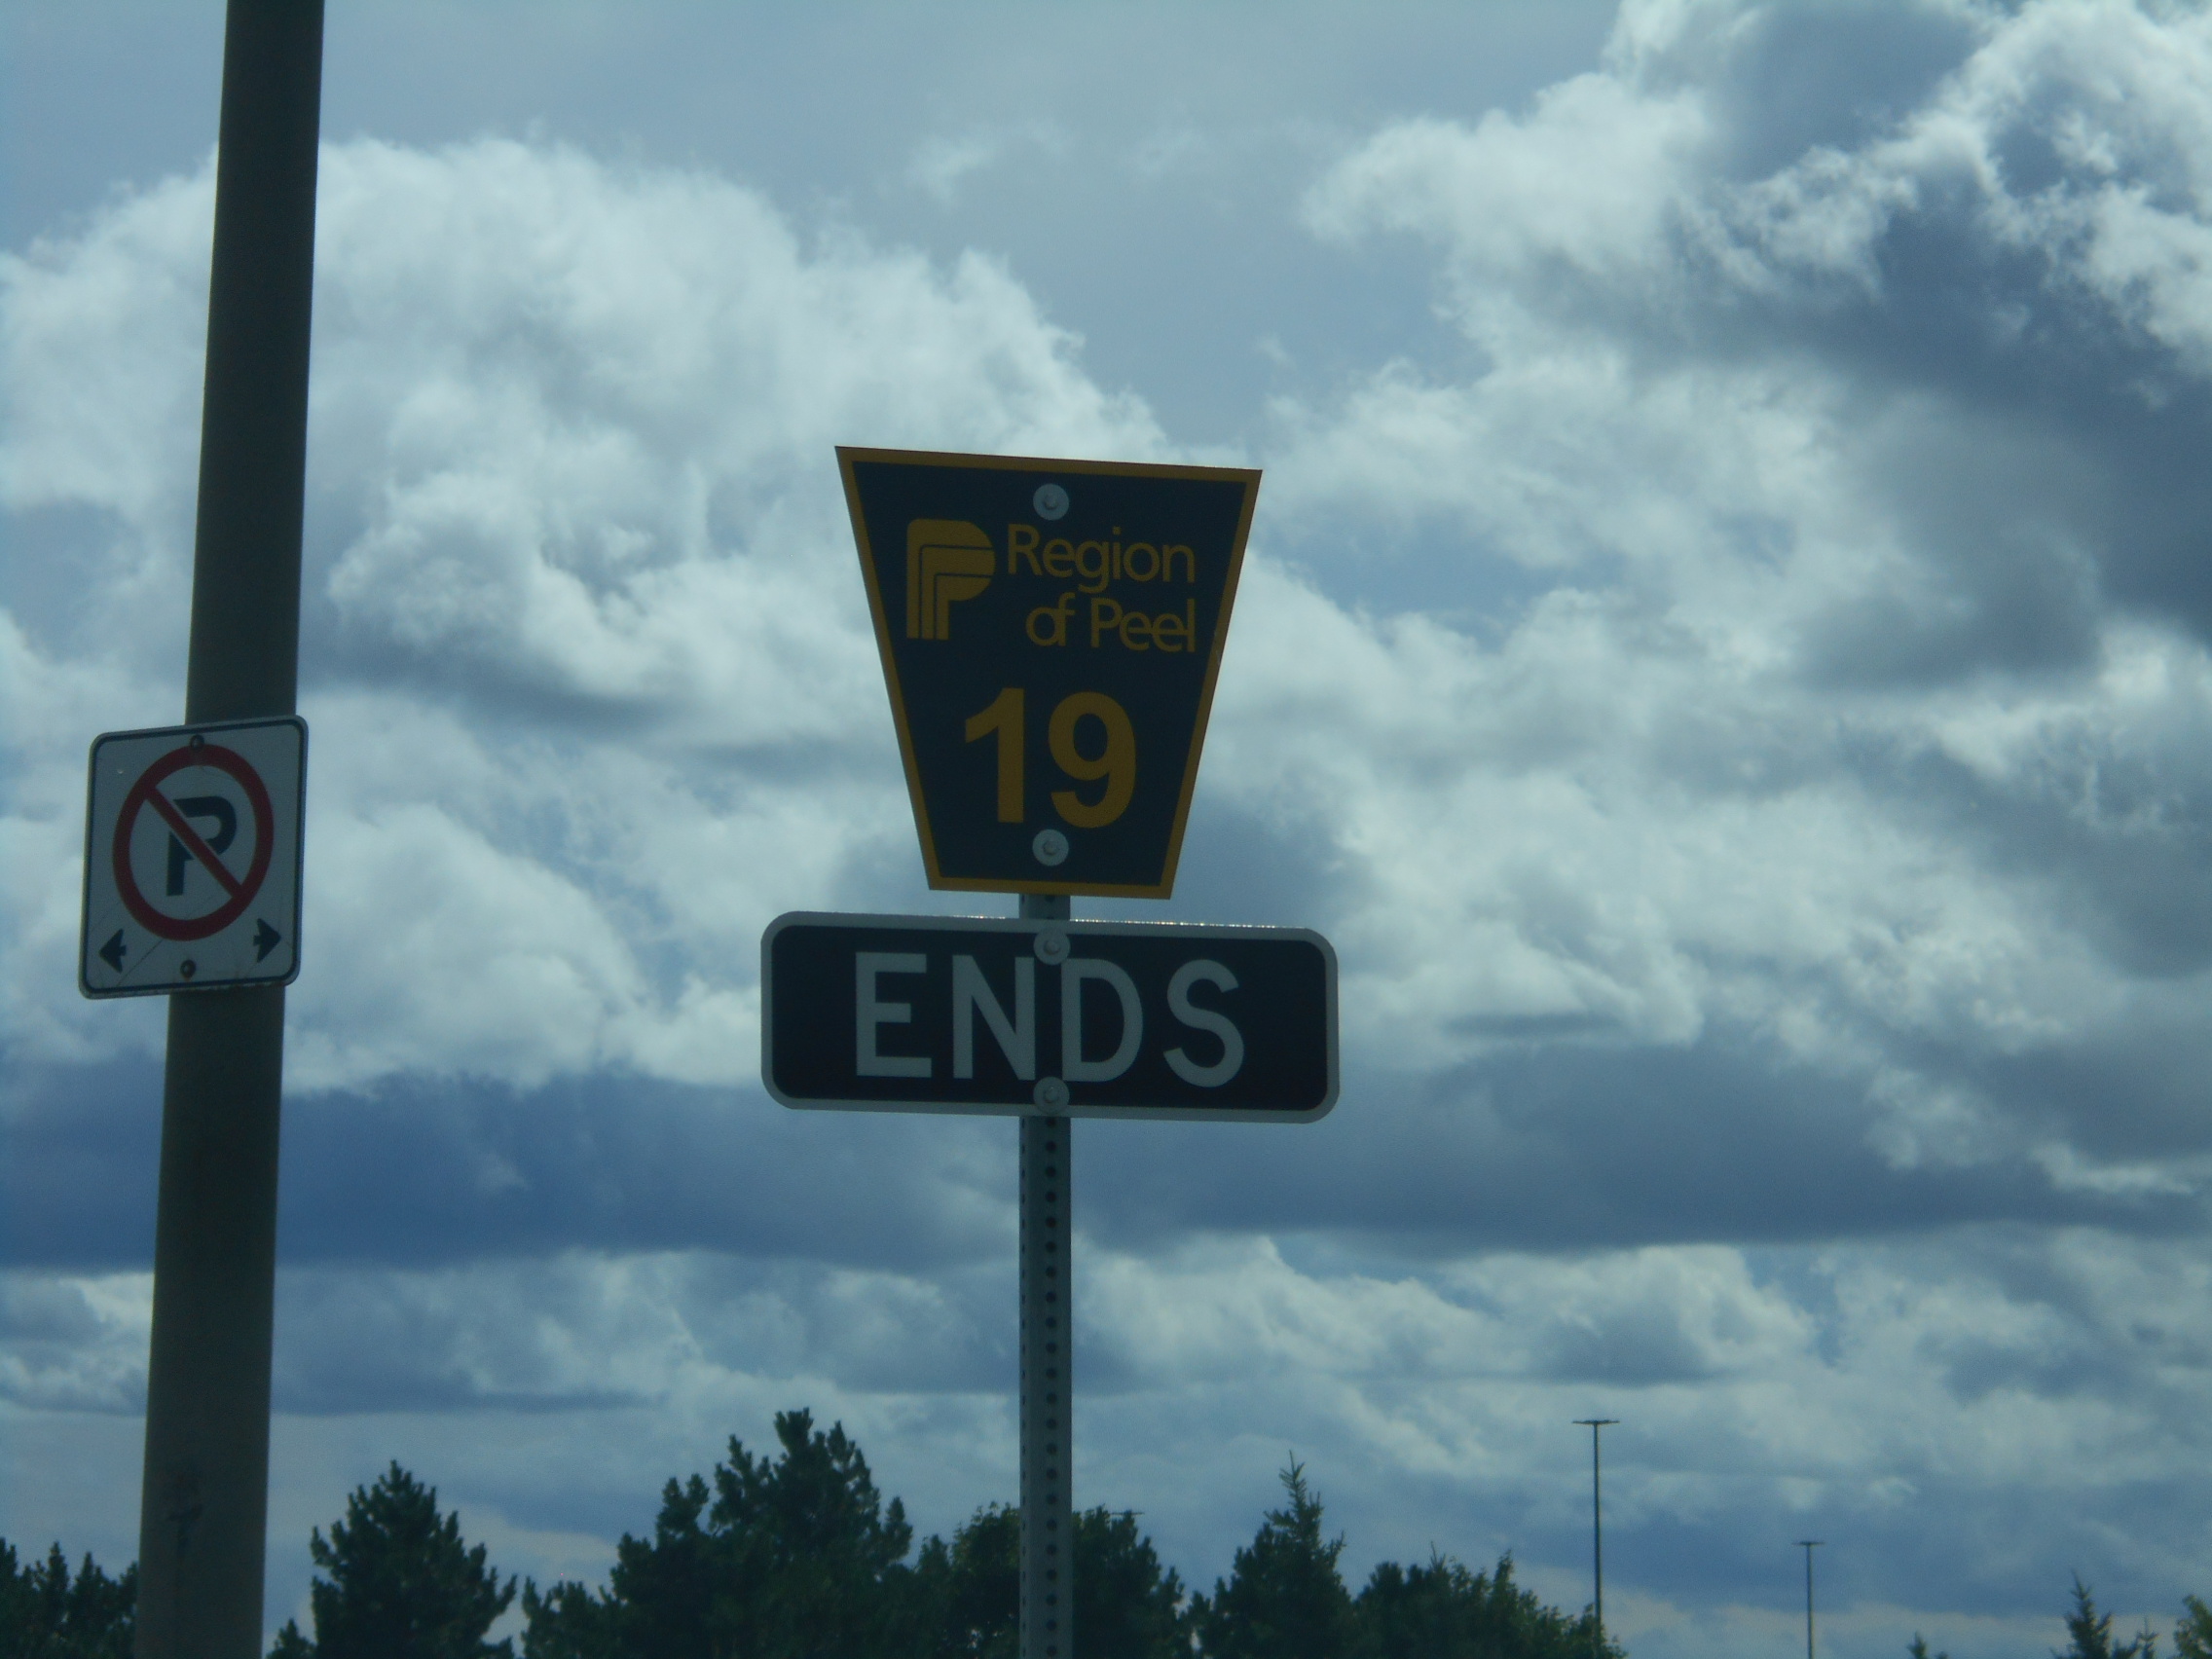 P
Region
of Peel
19
ENDS
P